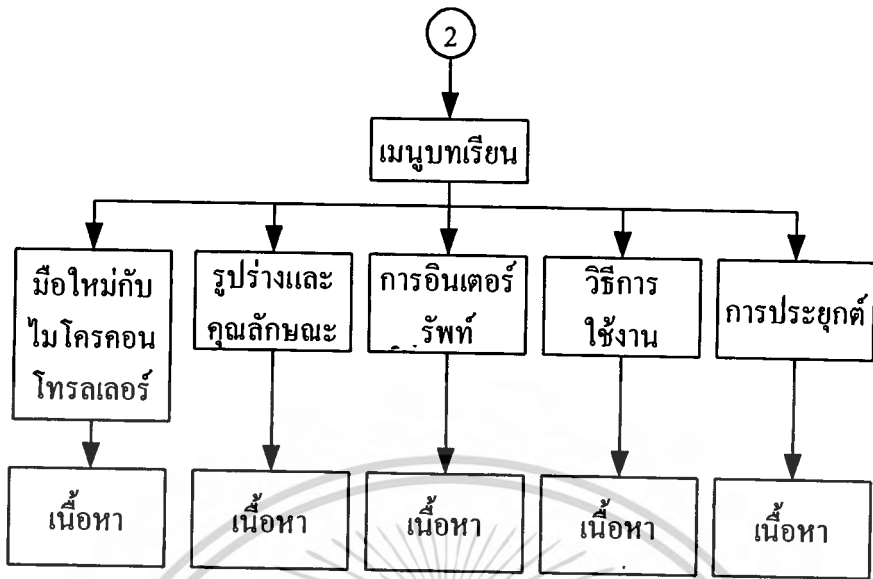 2
เมนูบทเรียน
มือใหม่กับ
ไมโครคอน
โทรลเลอร์
รูปร่างและ
คุณลักษณะ
การอินเตอร์
รัพท์
วิธีการ
ใช้งาน
การประยุกต์
เนื้อหา
เนื้อหา
เนื้อหา
เนื้อหา
เนื้อหา